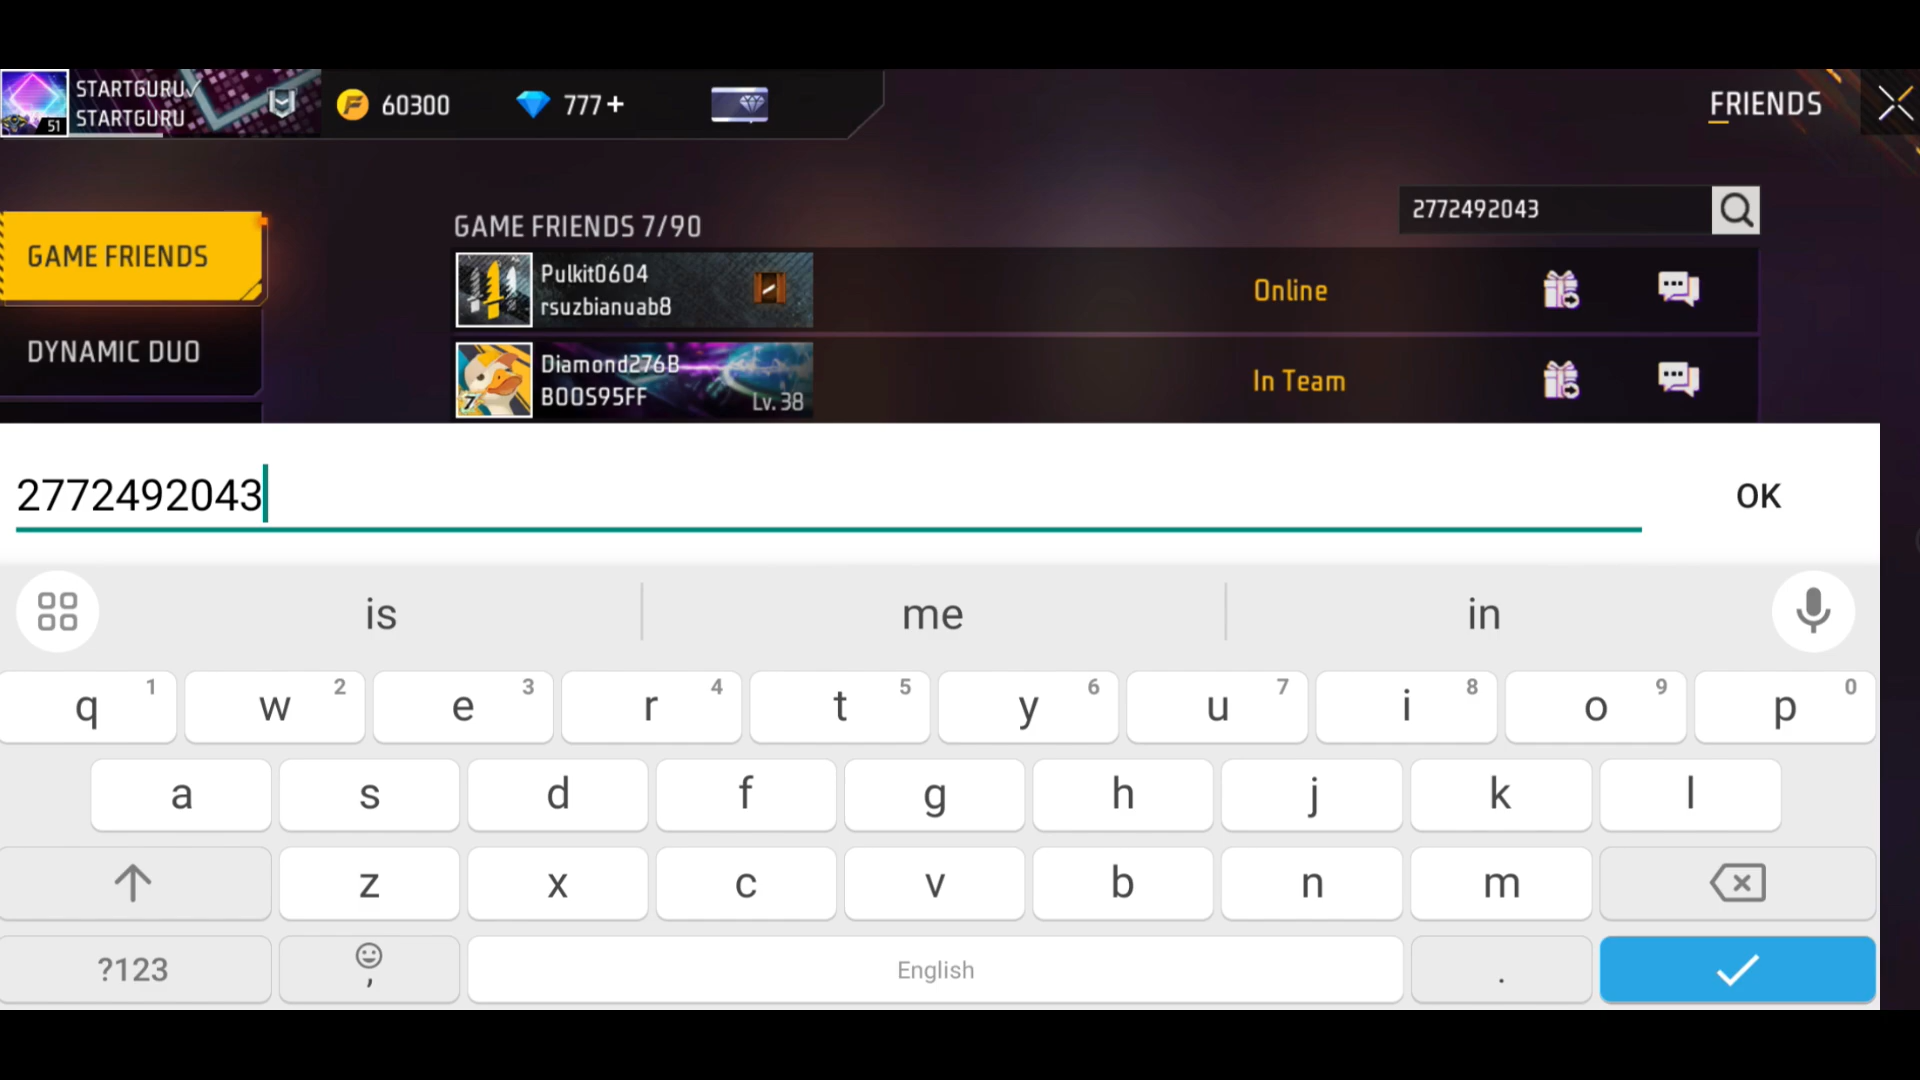 STARTGURU✓
STARTGURU
51
60300
777+
FRIENDS
2772492043
GAME FRIENDS
DYNAMIC DUO
GAME FRIENDS 7/90
Pulkit0604
rsuzbianuab8
Online
Diamond276B
BOOS95FF
7
Lv. 38
In Team
2772492043
OK
is me in
q 1 w 2 e 3 r 4 t 5 y 6 u 7 i 8 o 9 p 0
a s d f g h j k l
z x c v b n m
?123 , English .